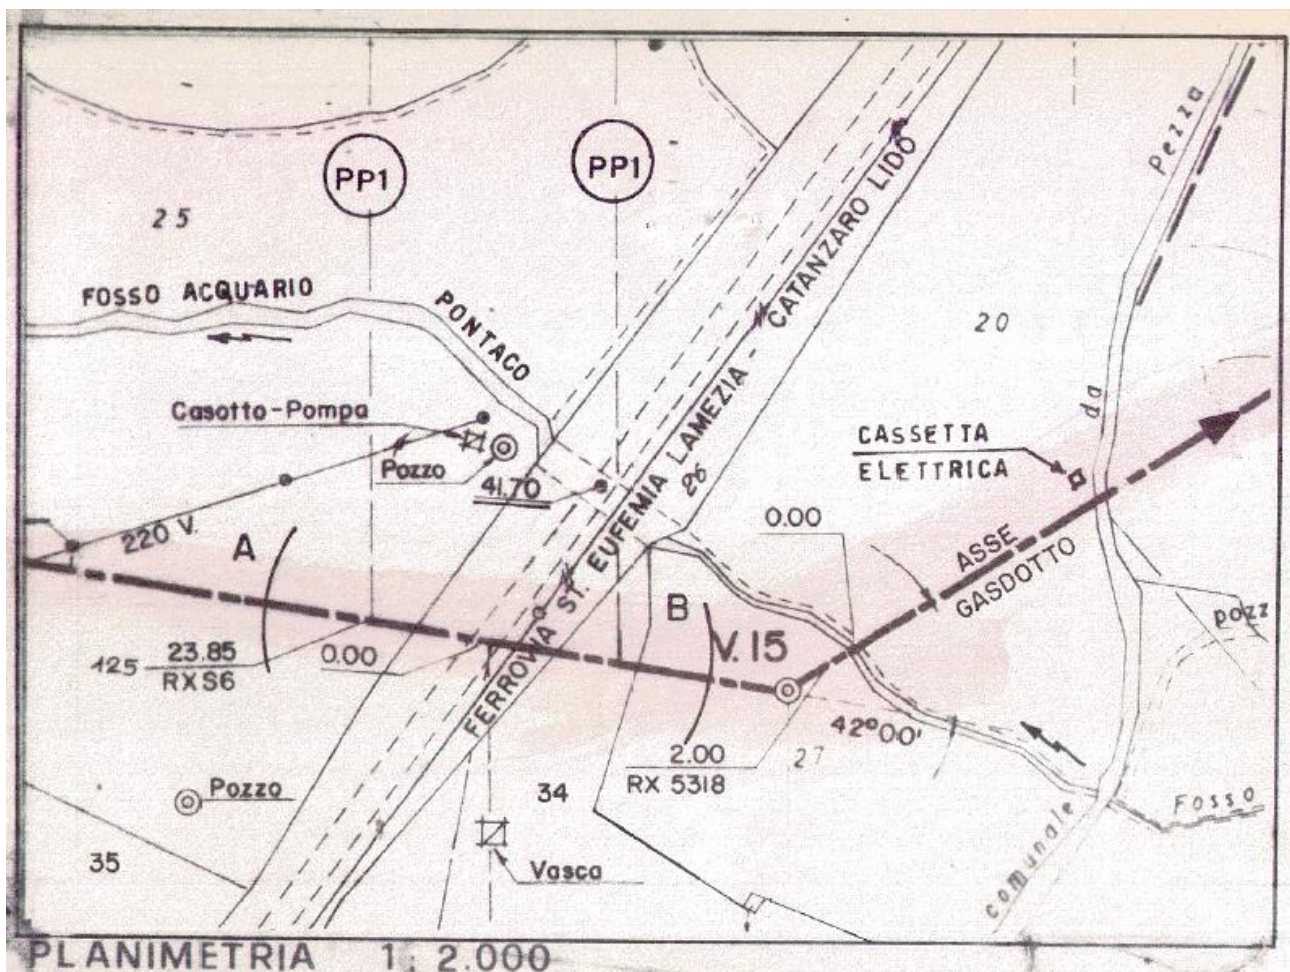 PP1
PP1
25
FOSSO ACQUARIO
PONTACO
Pezza
20
da
Casotto-Pompa
Pozzo
41.70
CASSETTA
ELETTRICA
26
0.00
220 V.
A
ASSE
GASDOTTO
FERROVIA ST. EUFEMIA LAMEZIA - CATANZARO LIDO
B
V.15
pozz
125
23.85
RXS6
0.00
42°00'
2.00
RX 5318
27
Pozzo
34
Fosso
35
Vasca
comunale
PLANIMETRIA 1: 2.000